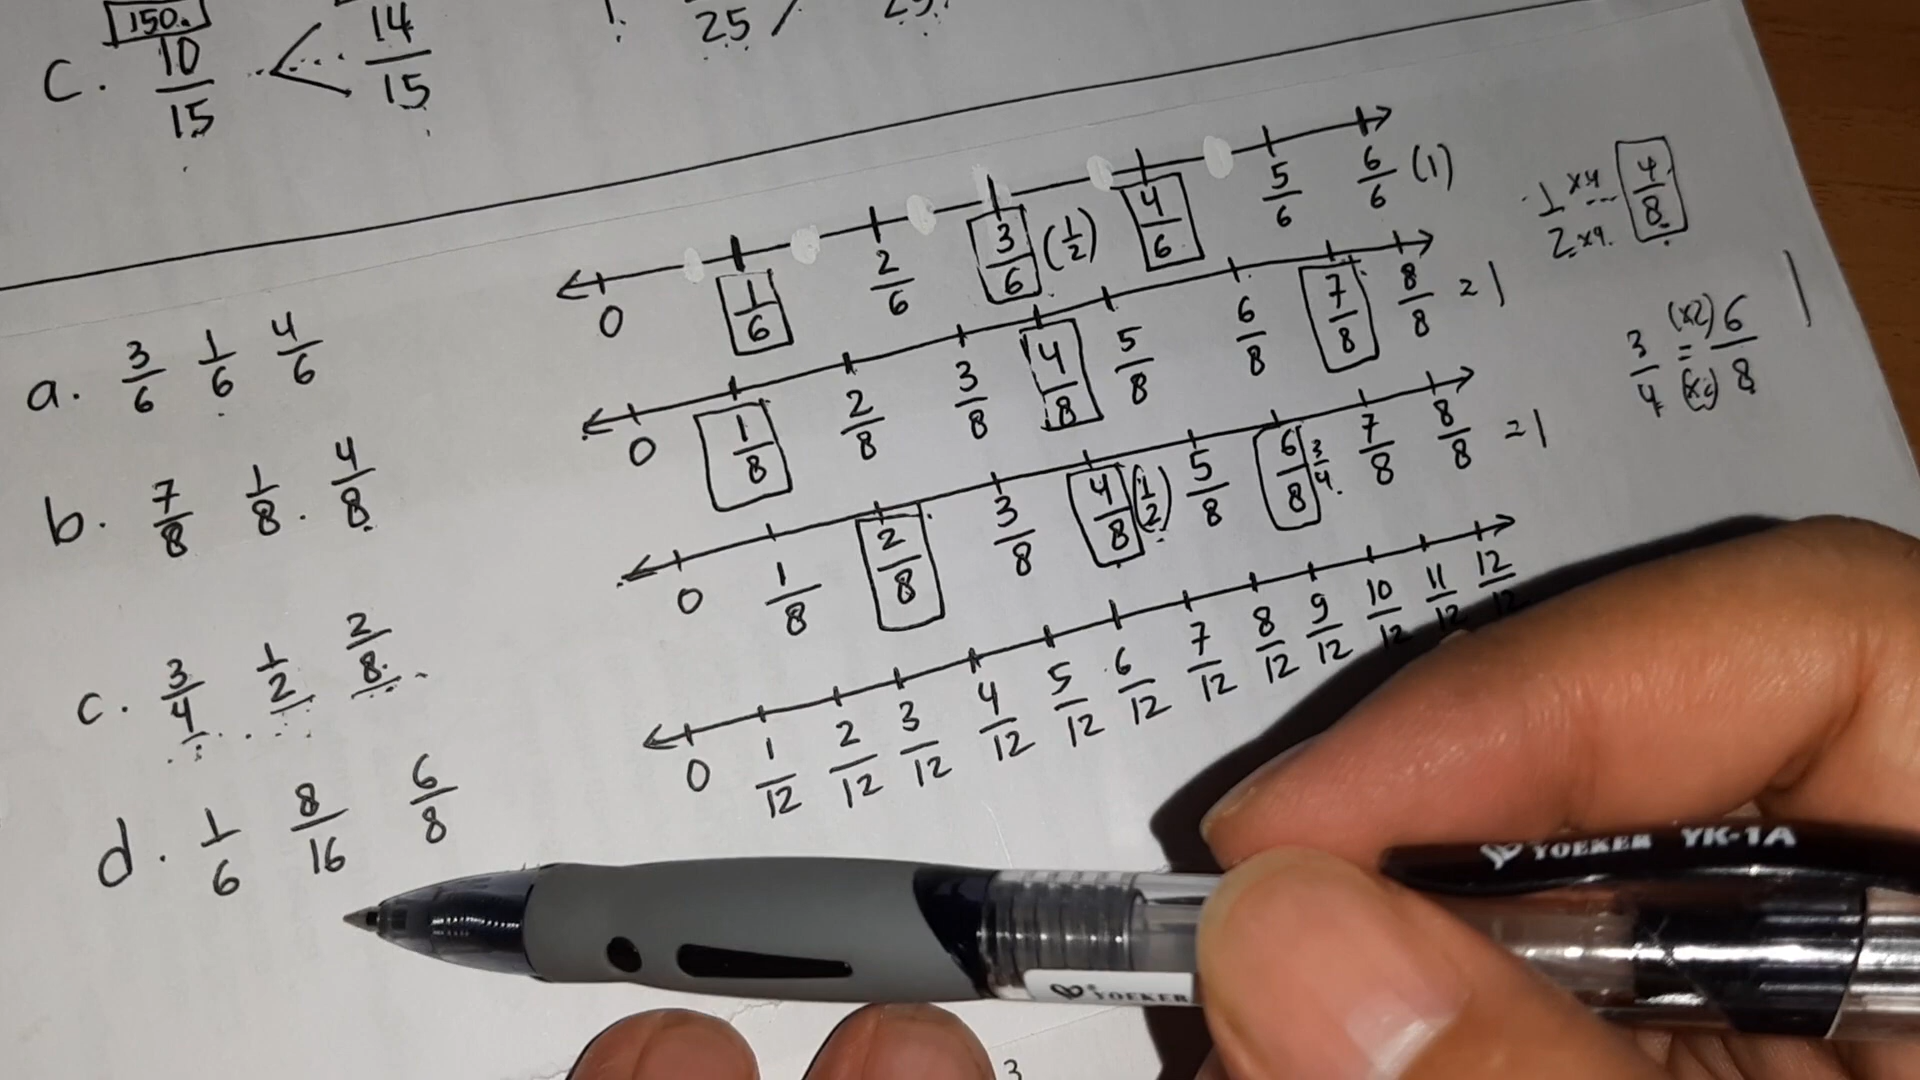 150.
C. 10/15 < 14/15
25 /
a. 3/6 1/6 4/6
0 1/6 2/6 3/6 (1/2) 4/6 5/6 6/6 (1)
1 x4 4
2 x4. 8
b. 7/8 1/8. 4/8
0 1/8 2/8 3/8 4/8 5/8 6/8 7/8 8/8 = 1
3 (x2) 6
4 = 8
c. 3/4 1/2 2/8
0 1/8 2/8 3/8 4/8 (1/2) 5/8 6/8 3/4. 7/8 8/8 = 1
d. 1/6 8/16 6/8
0 1/12 2/12 3/12 4/12 5/12 6/12 7/12 8/12 9/12 10/12 11/12 12/12
YOEKER YK-1A
YOEKER
3